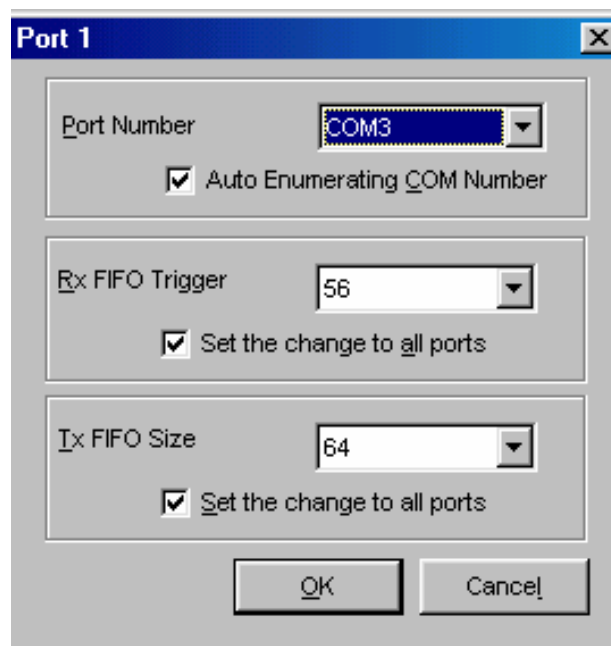 Port 1
Port Number COM3
Auto Enumerating COM Number
Rx FIFO Trigger 56
Set the change to all ports
Tx FIFO Size 64
Set the change to all ports
OK Cancel